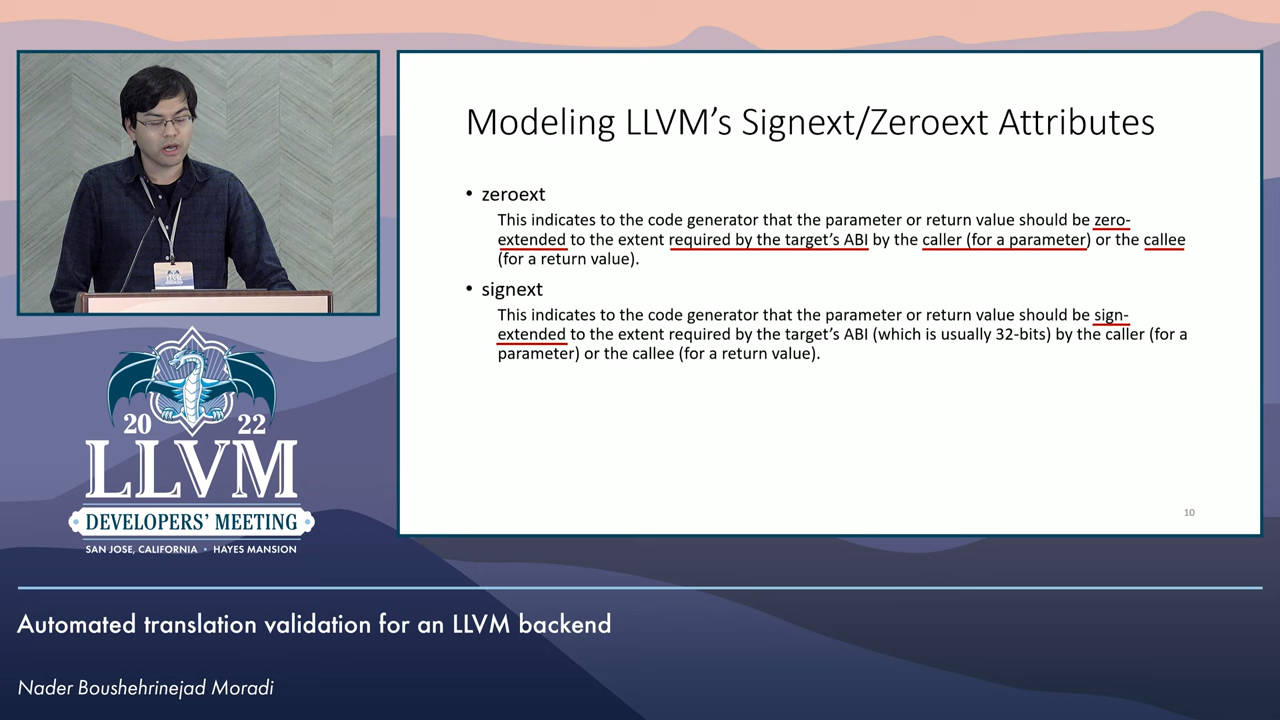 Modeling LLVM’s Signext/Zeroext Attributes
• zeroext
This indicates to the code generator that the parameter or return value should be zero-
extended to the extent required by the target’s ABI by the caller (for a parameter) or the callee
(for a return value).
• signext
This indicates to the code generator that the parameter or return value should be sign-
extended to the extent required by the target’s ABI (which is usually 32-bits) by the caller (for a
parameter) or the callee (for a return value).
10
20 22
LLVM
DEVELOPERS’ MEETING
SAN JOSE, CALIFORNIA • HAYES MANSION
Automated translation validation for an LLVM backend
Nader Boushehrinejad Moradi